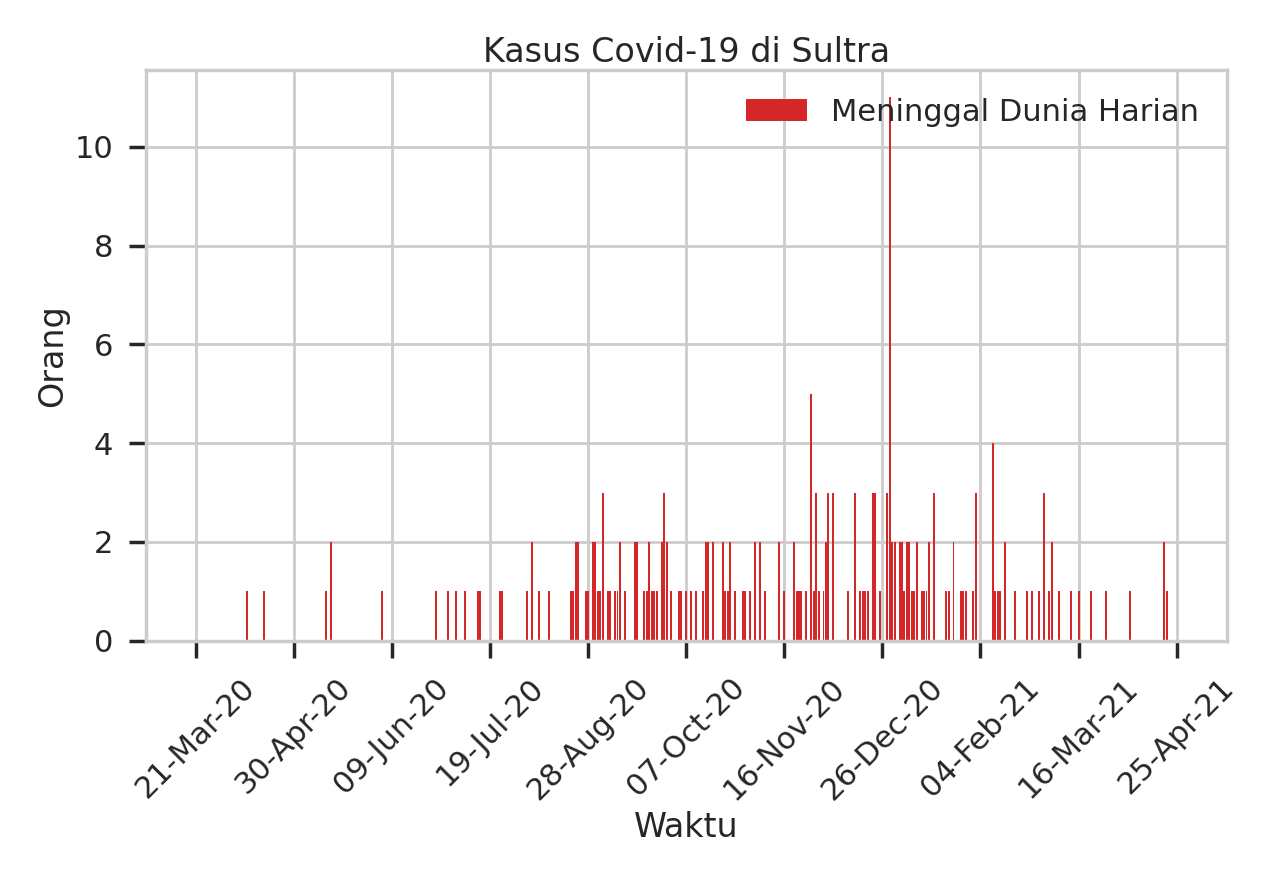 Kasus Covid-19 di Sultra
Meninggal Dunia Harian
10
8
6
4
2
0
Orang
21-Mar-20
30-Apr-20
09-Jun-20
19-Jul-20
28-Aug-20
07-Oct-20
16-Nov-20
26-Dec-20
04-Feb-21
16-Mar-21
25-Apr-21
Waktu